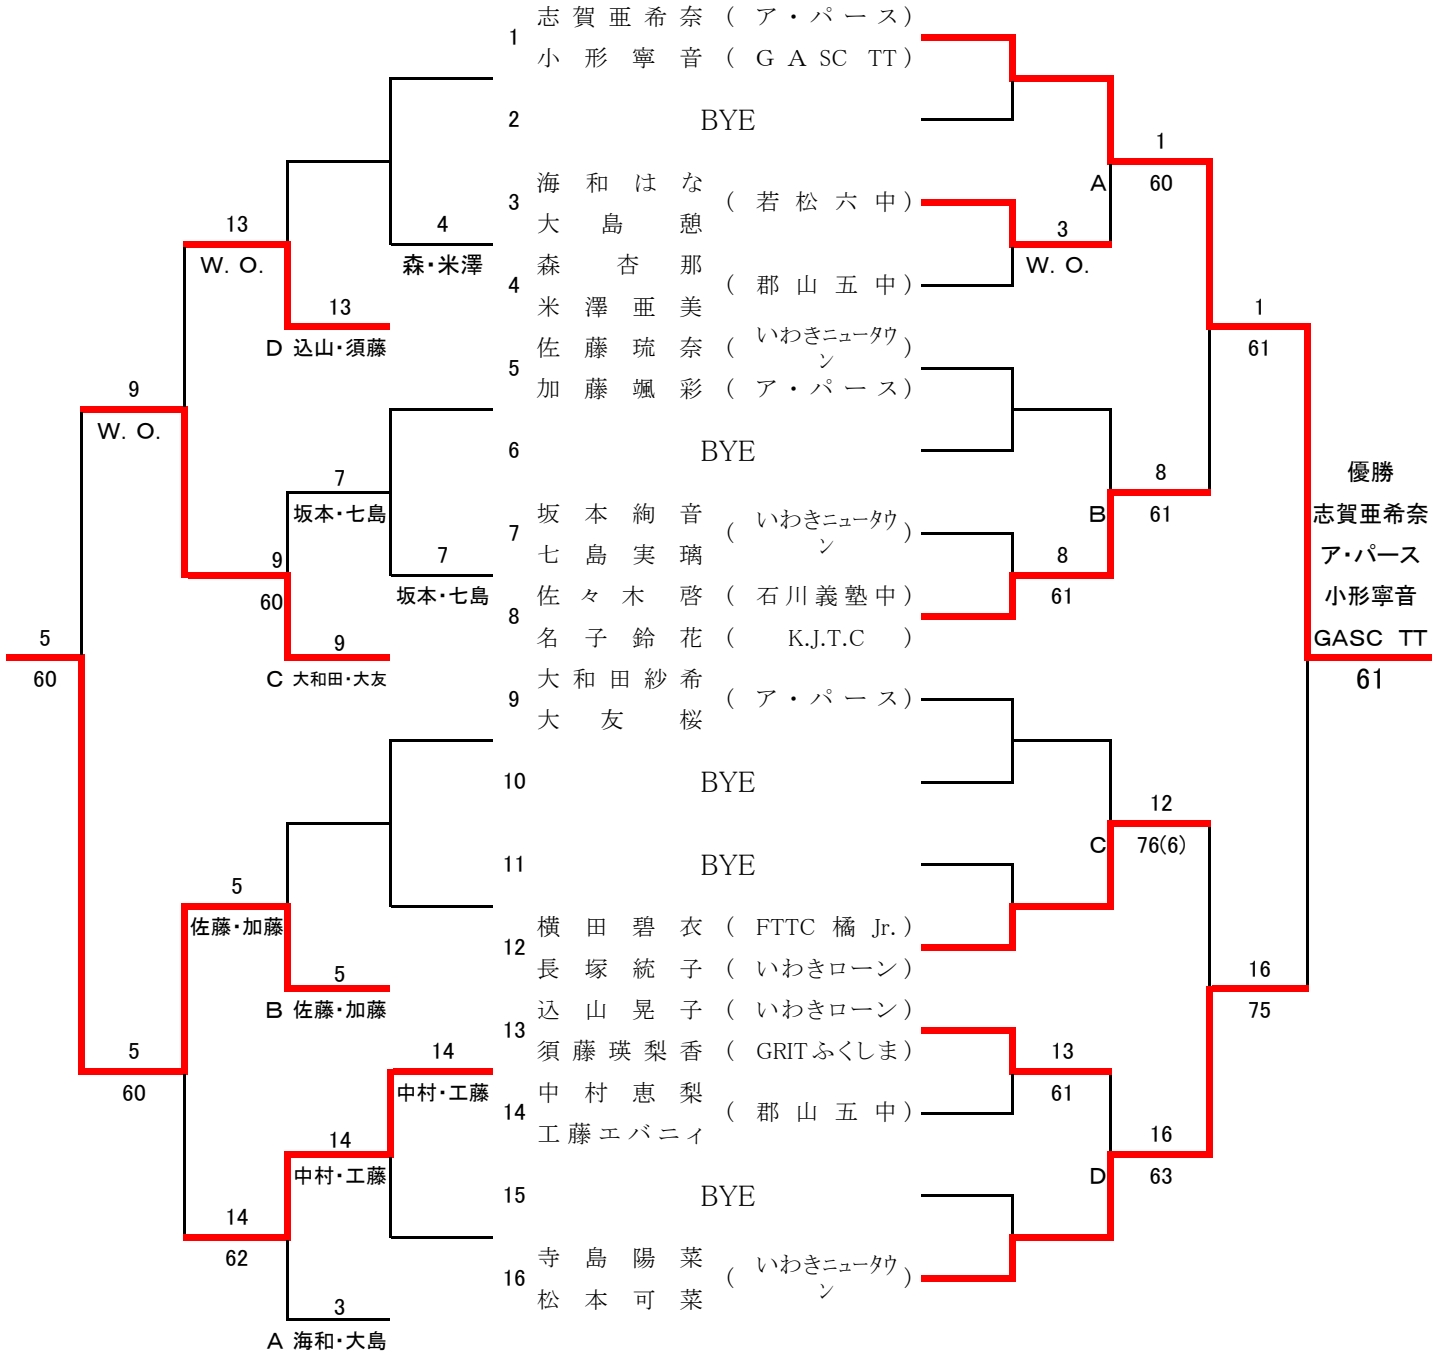 志賀亜希奈 (ア・パース)
1
小形寧音 (GASC TT)
2 BYE
1
海和はな
A 60
3 (若松六中)
大島憩
13 4 3
W. O. 森・米澤 W. O.
森杏那
4 (郡山五中)
米澤亜美
13 1
D 込山・須藤 61
佐藤琉奈 (いわきニュータウン)
5
加藤颯彩 (ア・パース)
9
W. O.
6 BYE
7 8
坂本・七島 B 61
坂本絢音
7 (いわきニュータウン)
七島実璃
9 7 8
60 坂本・七島 61
佐々木啓 (石川義塾中)
8
名子鈴花 (K.J.T.C)
優勝
志賀亜希奈
ア・パース
小形寧音
GASC TT
61
5 9
60 C 大和田・大友
大和田紗希
9 (ア・パース)
大友桜
10 BYE
12
C 76(6)
11 BYE
5
佐藤・加藤
横田碧衣 (FTTC 橘 Jr.)
12
長塚統子 (いわきローン)
5 16
B 佐藤・加藤 75
込山晃子 (いわきローン)
13
須藤瑛梨香 (GRITふくしま)
5 14 13
60 中村・工藤 61
中村恵梨
14 (郡山五中)
工藤エバニィ
14 16
中村・工藤 D 63
15 BYE
14
62
寺島陽菜
16 (いわきニュータウン)
松本可菜
3
A 海和・大島